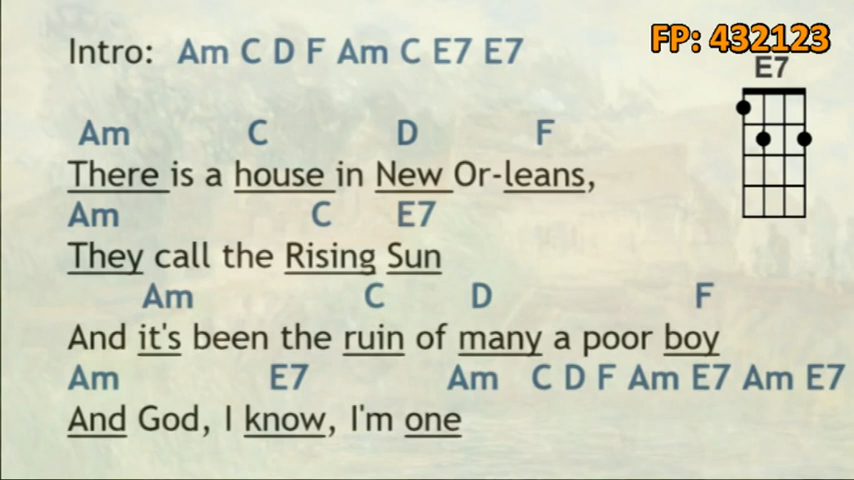 Intro: Am C D F Am C E7 E7
FP: 432123
E7
Am C D F
There is a house in New Or-leans,
Am C E7
They call the Rising Sun
Am C D F
And it's been the ruin of many a poor boy
Am E7 Am C D F Am E7 Am E7
And God, I know, I'm one